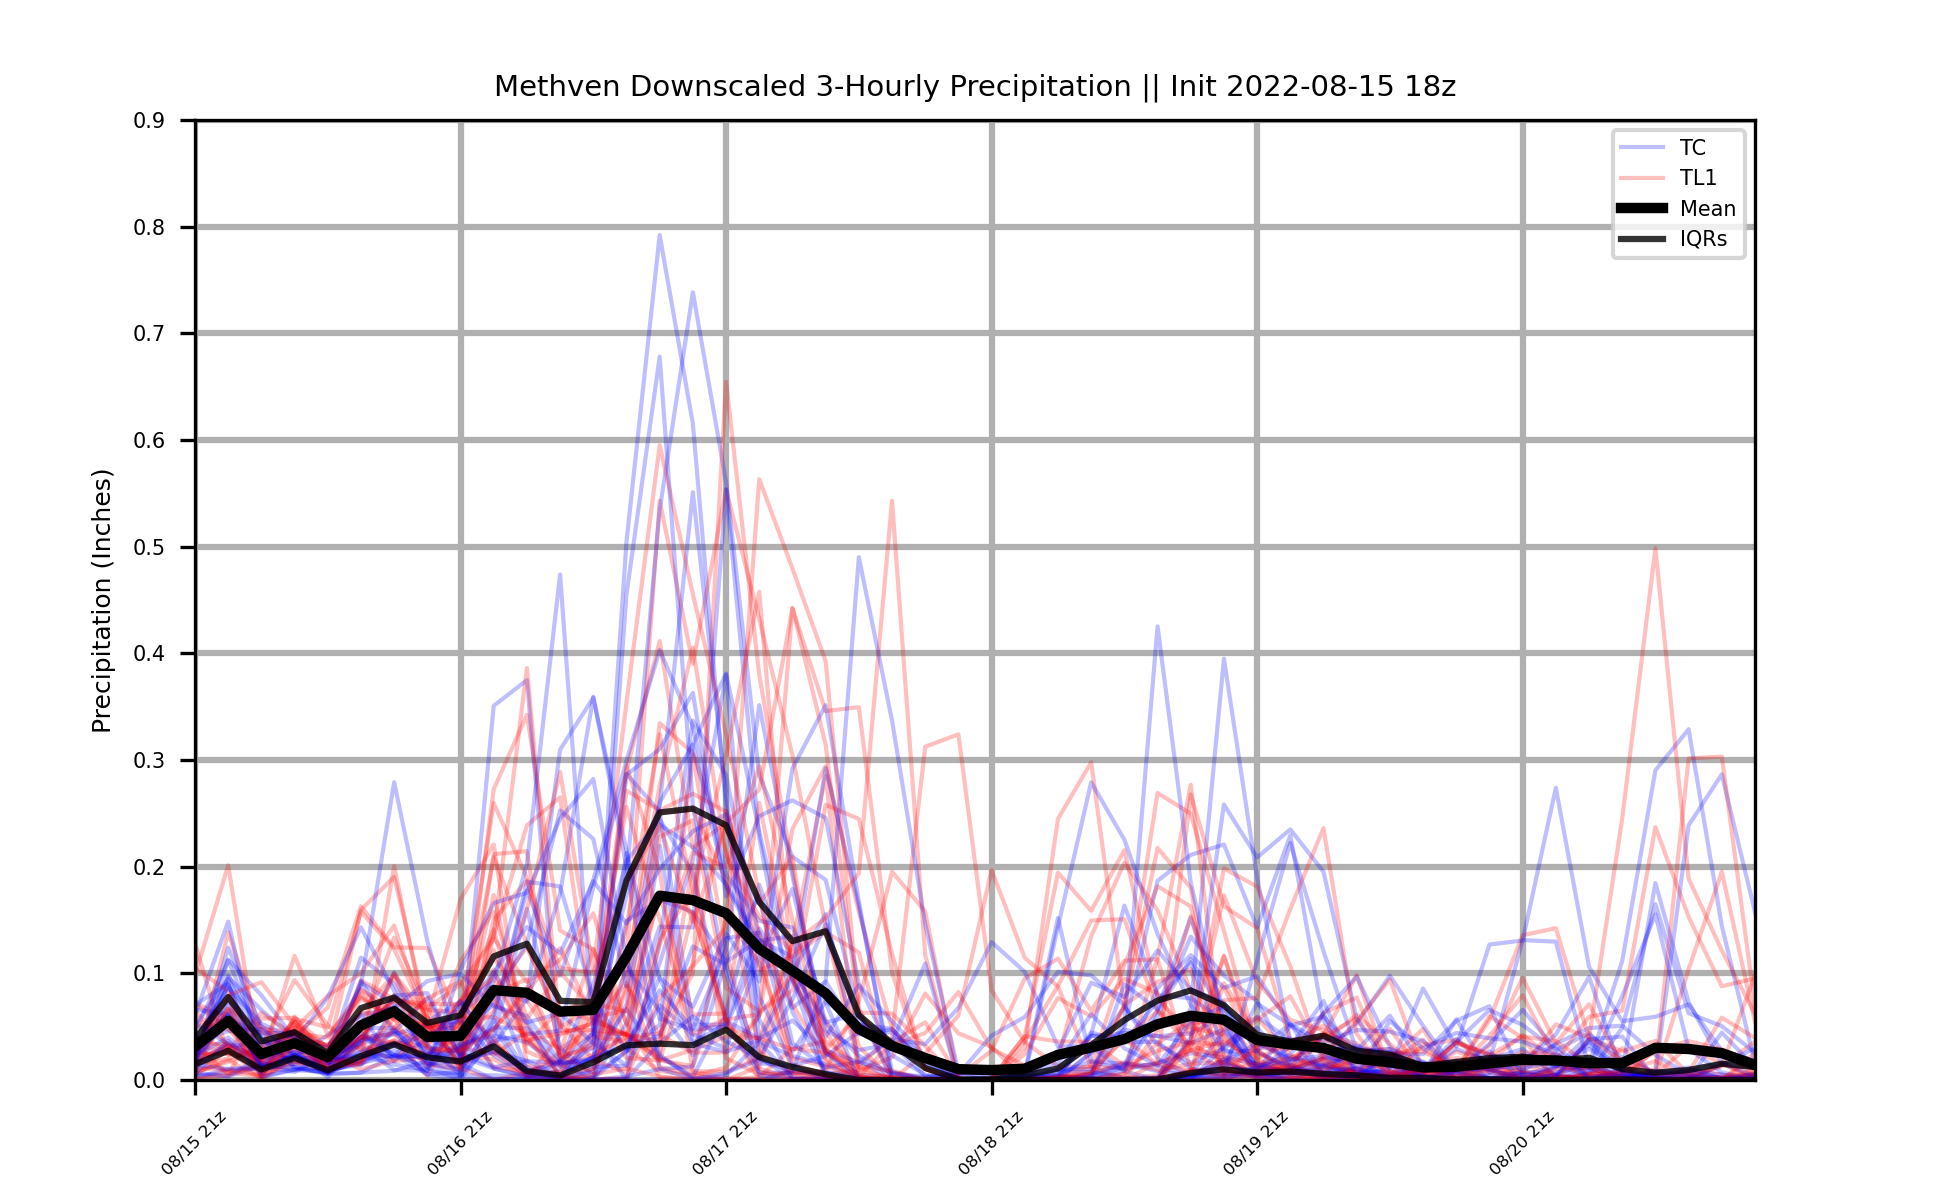 Methven Downscaled 3-Hourly Precipitation || Init 2022-08-15 18z
0.9
0.8
0.7
0.6
0.5
0.4
0.3
0.2
0.1
0.0
Precipitation (Inches)
TC
TL1
Mean
IQRs
08/15 21z
08/16 21z
08/17 21z
08/18 21z
08/19 21z
08/20 21z